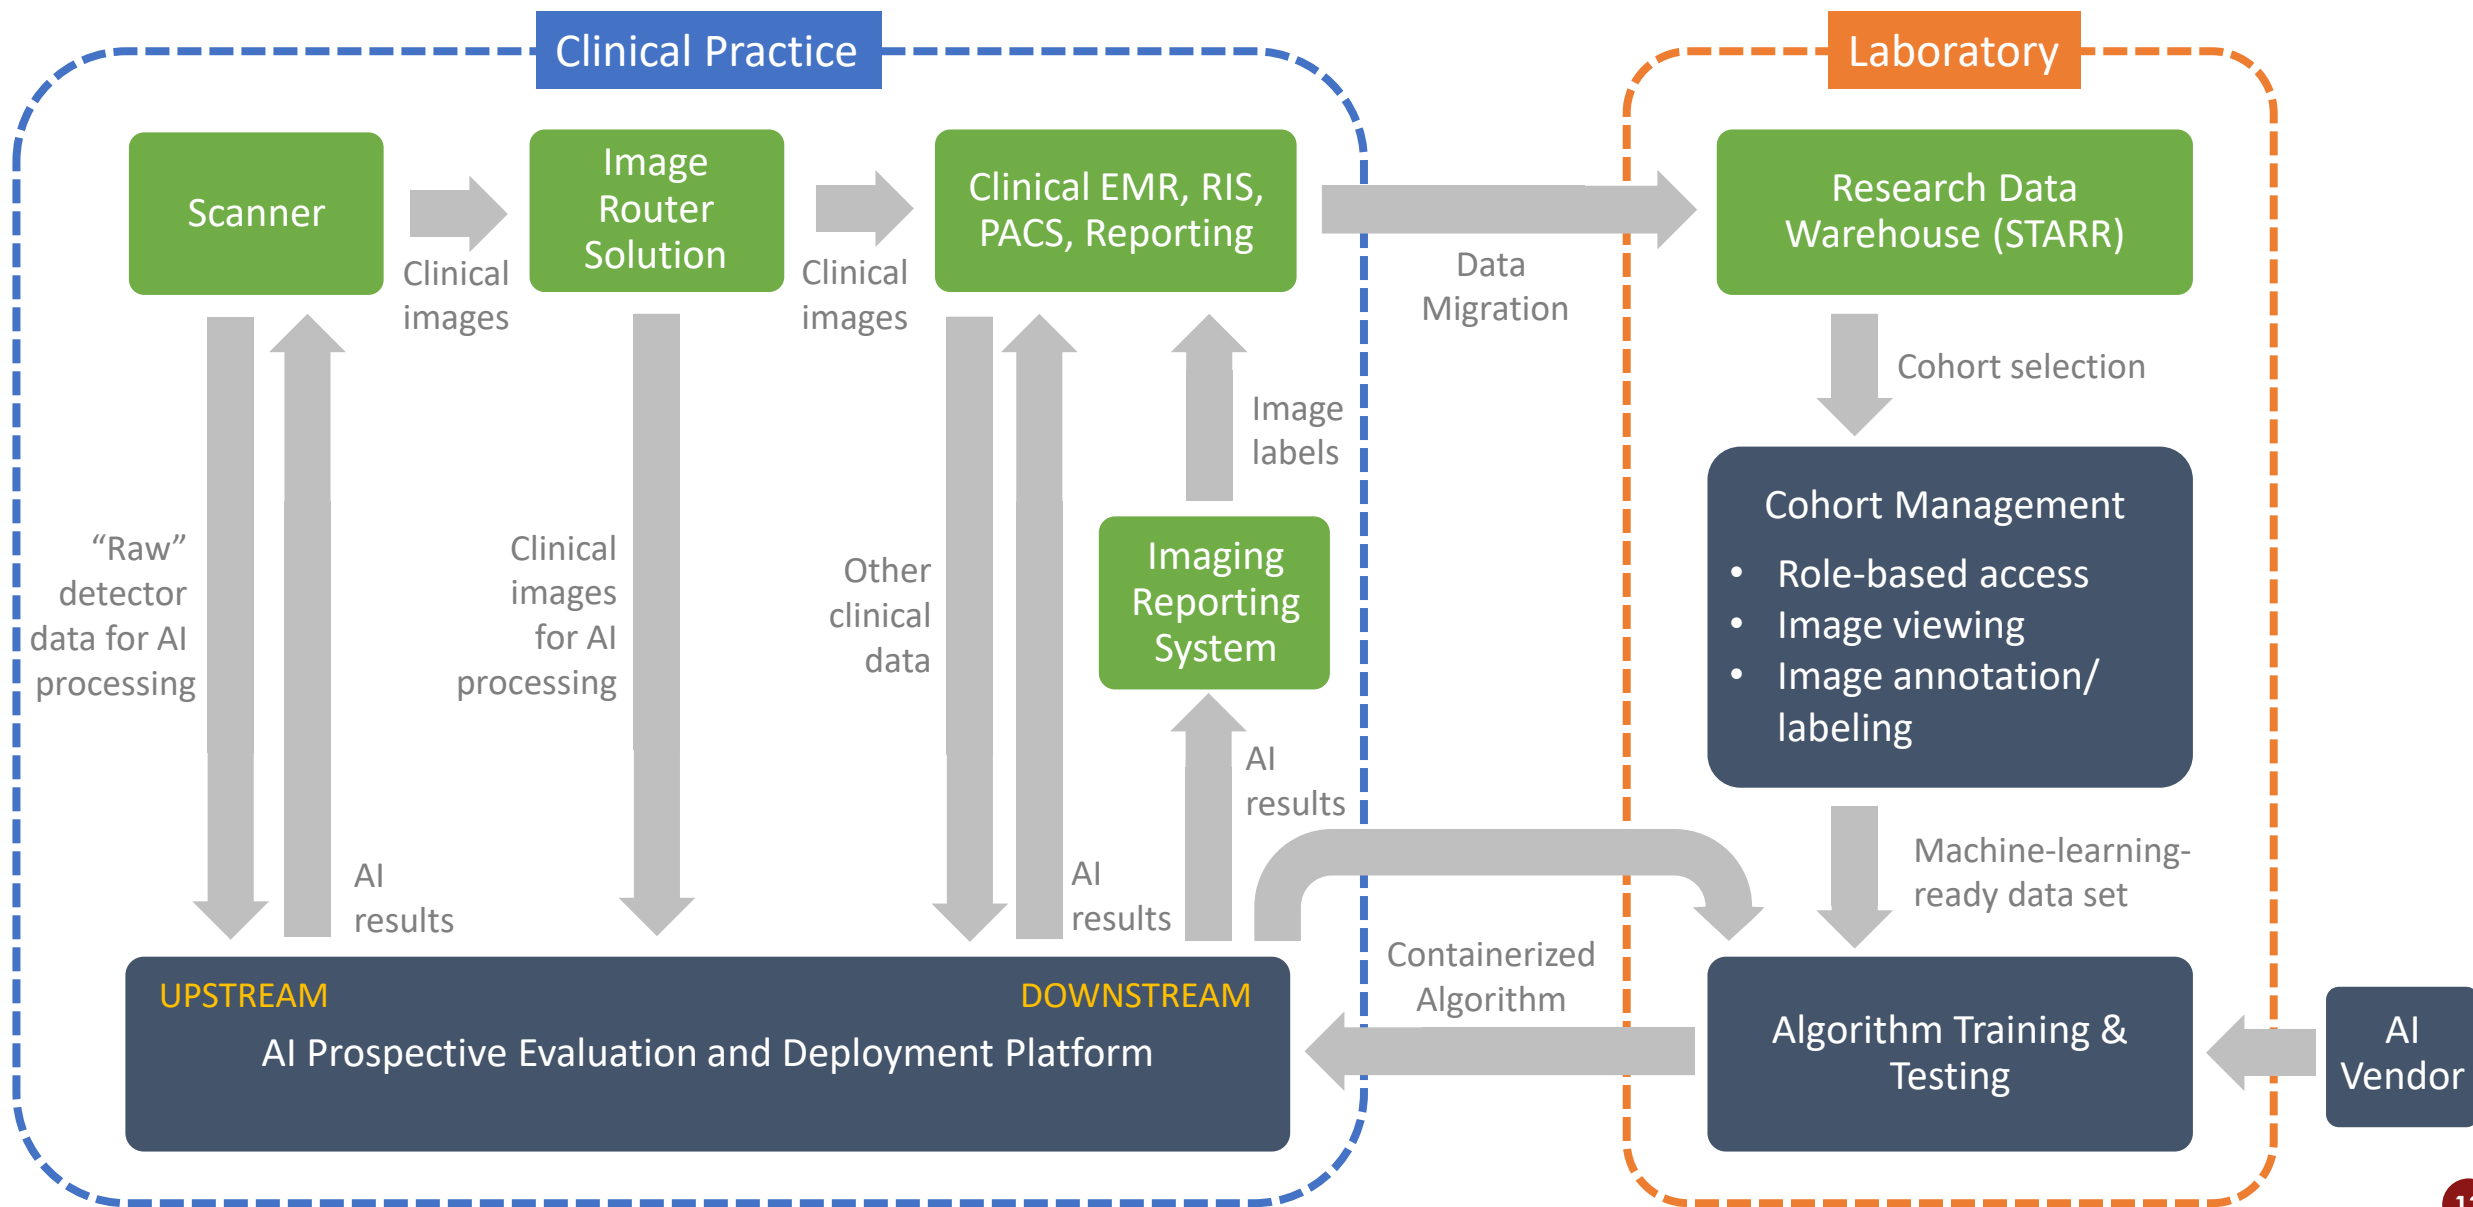 Clinical Practice
Laboratory
Scanner
Image
Router
Solution
Clinical EMR, RIS,
PACS, Reporting
Research Data
Warehouse (STARR)
Clinical
images
Clinical
images
Data
Migration
Cohort selection
Image
labels
"Raw"
detector
data for AI
processing
Clinical
images
for AI
processing
Other
clinical
data
Imaging
Reporting
System
Cohort Management
• Role-based access
• Image viewing
• Image annotation/
labeling
AI
results
AI
results
AI
results
Machine-learning-
ready data set
Containerized
Algorithm
UPSTREAM
DOWNSTREAM
AI Prospective Evaluation and Deployment Platform
Algorithm Training &
Testing
AI
Vendor